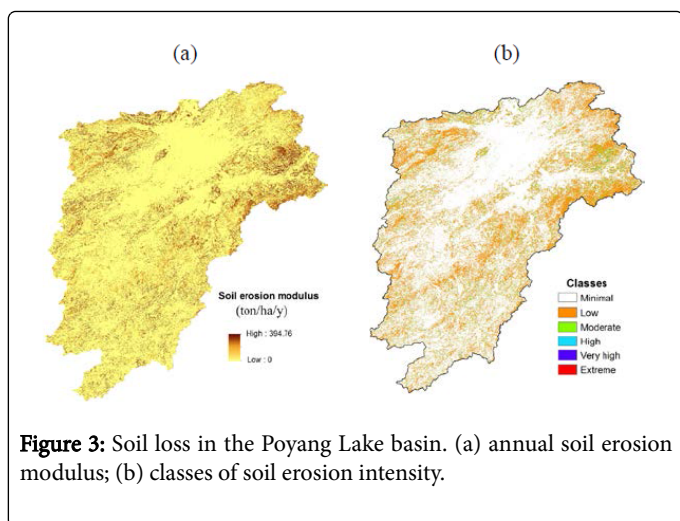 (a)
(b)
Soil erosion modulus
(ton/ha/y)
High : 394.76
Low : 0
Classes
Minimal
Low
Moderate
High
Very high
Extreme
Figure 3: Soil loss in the Poyang Lake basin. (a) annual soil erosion
modulus; (b) classes of soil erosion intensity.